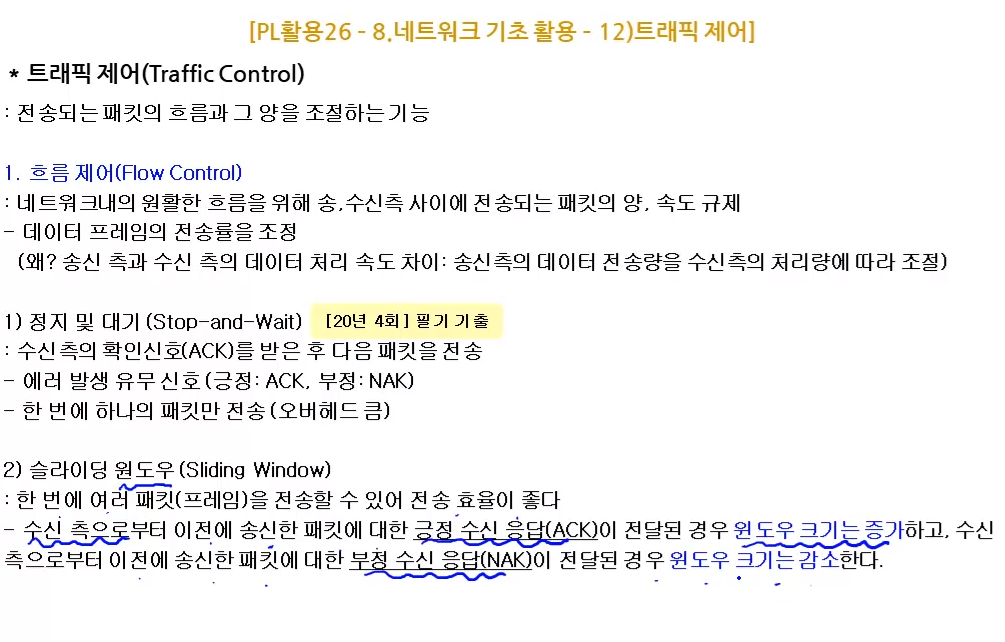 [PL활용26 - 8.네트워크 기초 활용 - 12)트래픽 제어]
* 트래픽 제어(Traffic Control)
: 전송되는 패킷의 흐름과 그 양을 조절하는 기능
1. 흐름 제어(Flow Control)
: 네트워크내의 원활한 흐름을 위해 송,수신측 사이에 전송되는 패킷의 양, 속도 규제
- 데이터 프레임의 전송률을 조정
(왜? 송신 측과 수신 측의 데이터 처리 속도 차이: 송신측의 데이터 전송량을 수신측의 처리량에 따라 조절)
1) 정지 및 대기 (Stop-and-Wait) [20년 4회] 필기 기출
: 수신측의 확인신호(ACK)를 받은 후 다음 패킷을 전송
- 에러 발생 유무 신호 (긍정: ACK, 부정: NAK)
- 한 번에 하나의 패킷만 전송 (오버헤드 큼)
2) 슬라이딩 윈도우 (Sliding Window)
: 한 번에 여러 패킷(프레임)을 전송할 수 있어 전송 효율이 좋다
- 수신 측으로부터 이전에 송신한 패킷에 대한 긍정 수신 응답(ACK)이 전달된 경우 윈도우 크기는 증가하고, 수신
측으로부터 이전에 송신한 패킷에 대한 부정 수신 응답(NAK)이 전달된 경우 윈도우 크기는 감소한다.